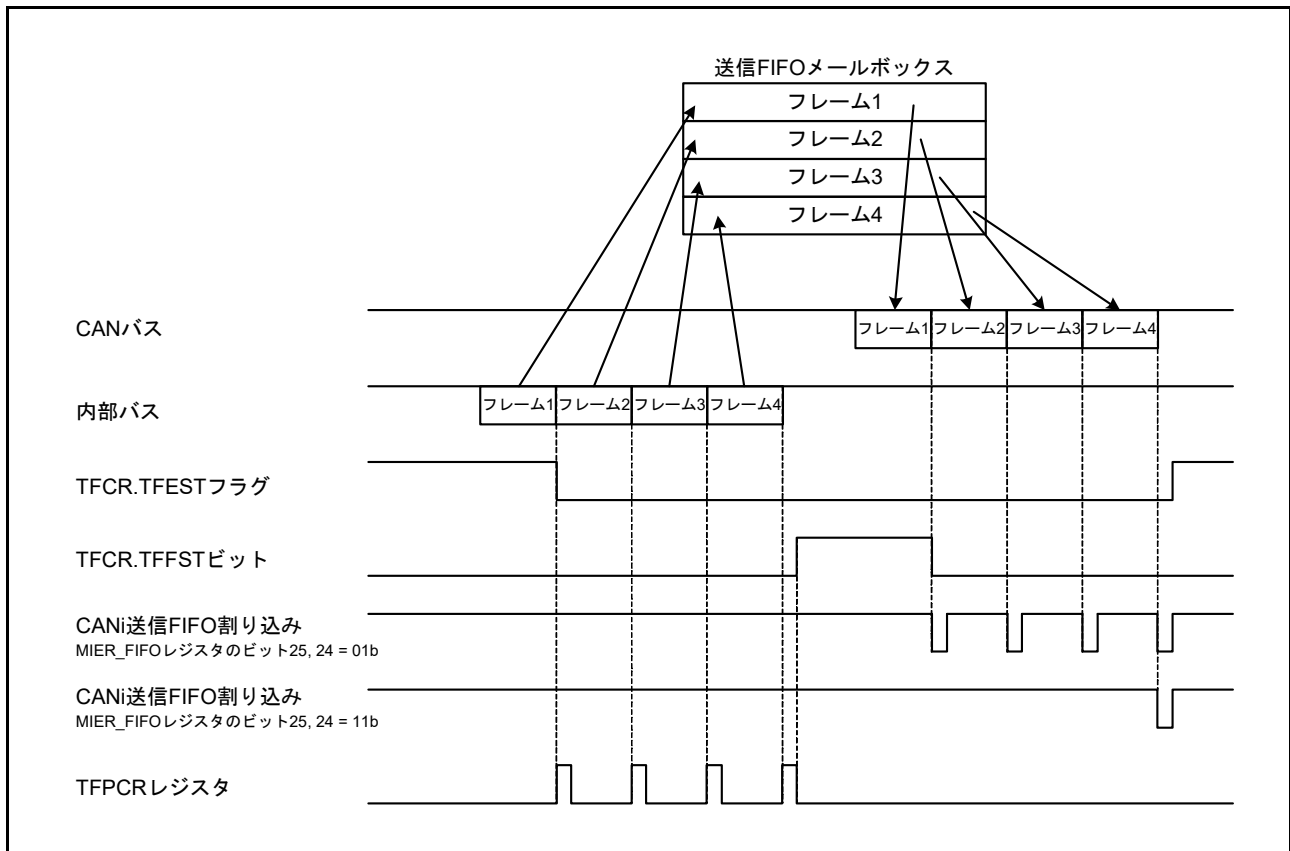 送信FIFOメールボックス
フレーム1
フレーム2
フレーム3
フレーム4
CANバス
フレーム1 フレーム2 フレーム3 フレーム4
内部バス
フレーム1 フレーム2 フレーム3 フレーム4
TFCR.TFESTフラグ
TFCR.TFFSTビット
CANi送信FIFO割り込み
MIER_FIFOレジスタのビット25, 24 = 01b
CANi送信FIFO割り込み
MIER_FIFOレジスタのビット25, 24 = 11b
TFPCRレジスタ